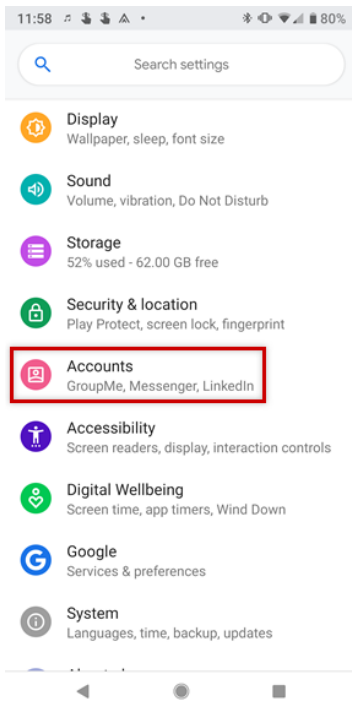 11:58
80%
Search settings
Display
Wallpaper, sleep, font size
Sound
Volume, vibration, Do Not Disturb
Storage
52% used - 62.00 GB free
Security & location
Play Protect, screen lock, fingerprint
Accounts
GroupMe, Messenger, LinkedIn
Accessibility
Screen readers, display, interaction controls
Digital Wellbeing
Screen time, app timers, Wind Down
Google
Services & preferences
System
Languages, time, backup, updates